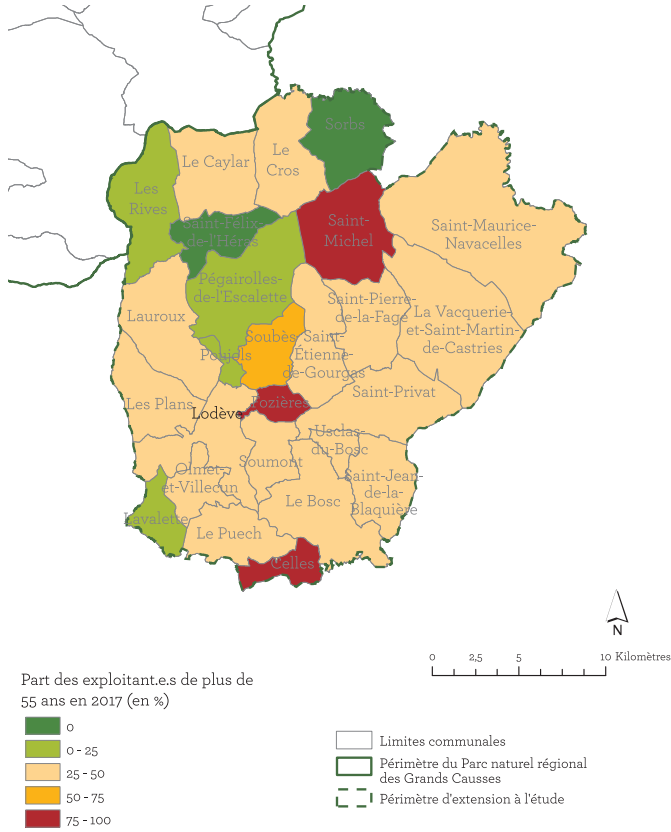 Sorbs
Le Caylar
Le
Cros
Les
Rives
Saint-Félix-
de-l'Heras
Saint-
Michel
Saint-Maurice-
Navacelles
Pégairolles-
de-l'Escalette
Saint-Pierre-
de-la-Fage
La Vacquerie-
et-Saint-Martin-
de-Castries
Lauroux
Soubès
Saint-
Étienne-
de-Gourgas
Poujols
Saint-Privat
Les Plans
Lodève
Fozières
Usclas-
du-Bosc
Soumont
Olmet-
et-Villecun
Saint-Jean-
de-la-
Blaquière
Le Bosc
Lavalette
Le Puech
Celles
N
0 2,5 5 10 Kilomètres
Part des exploitant.e.s de plus de
55 ans en 2017 (en %)
0
0 - 25
25 - 50
50 - 75
75 - 100
Limites communales
Périmètre du Parc naturel régional
des Grands Causses
Périmètre d'extension à l'étude